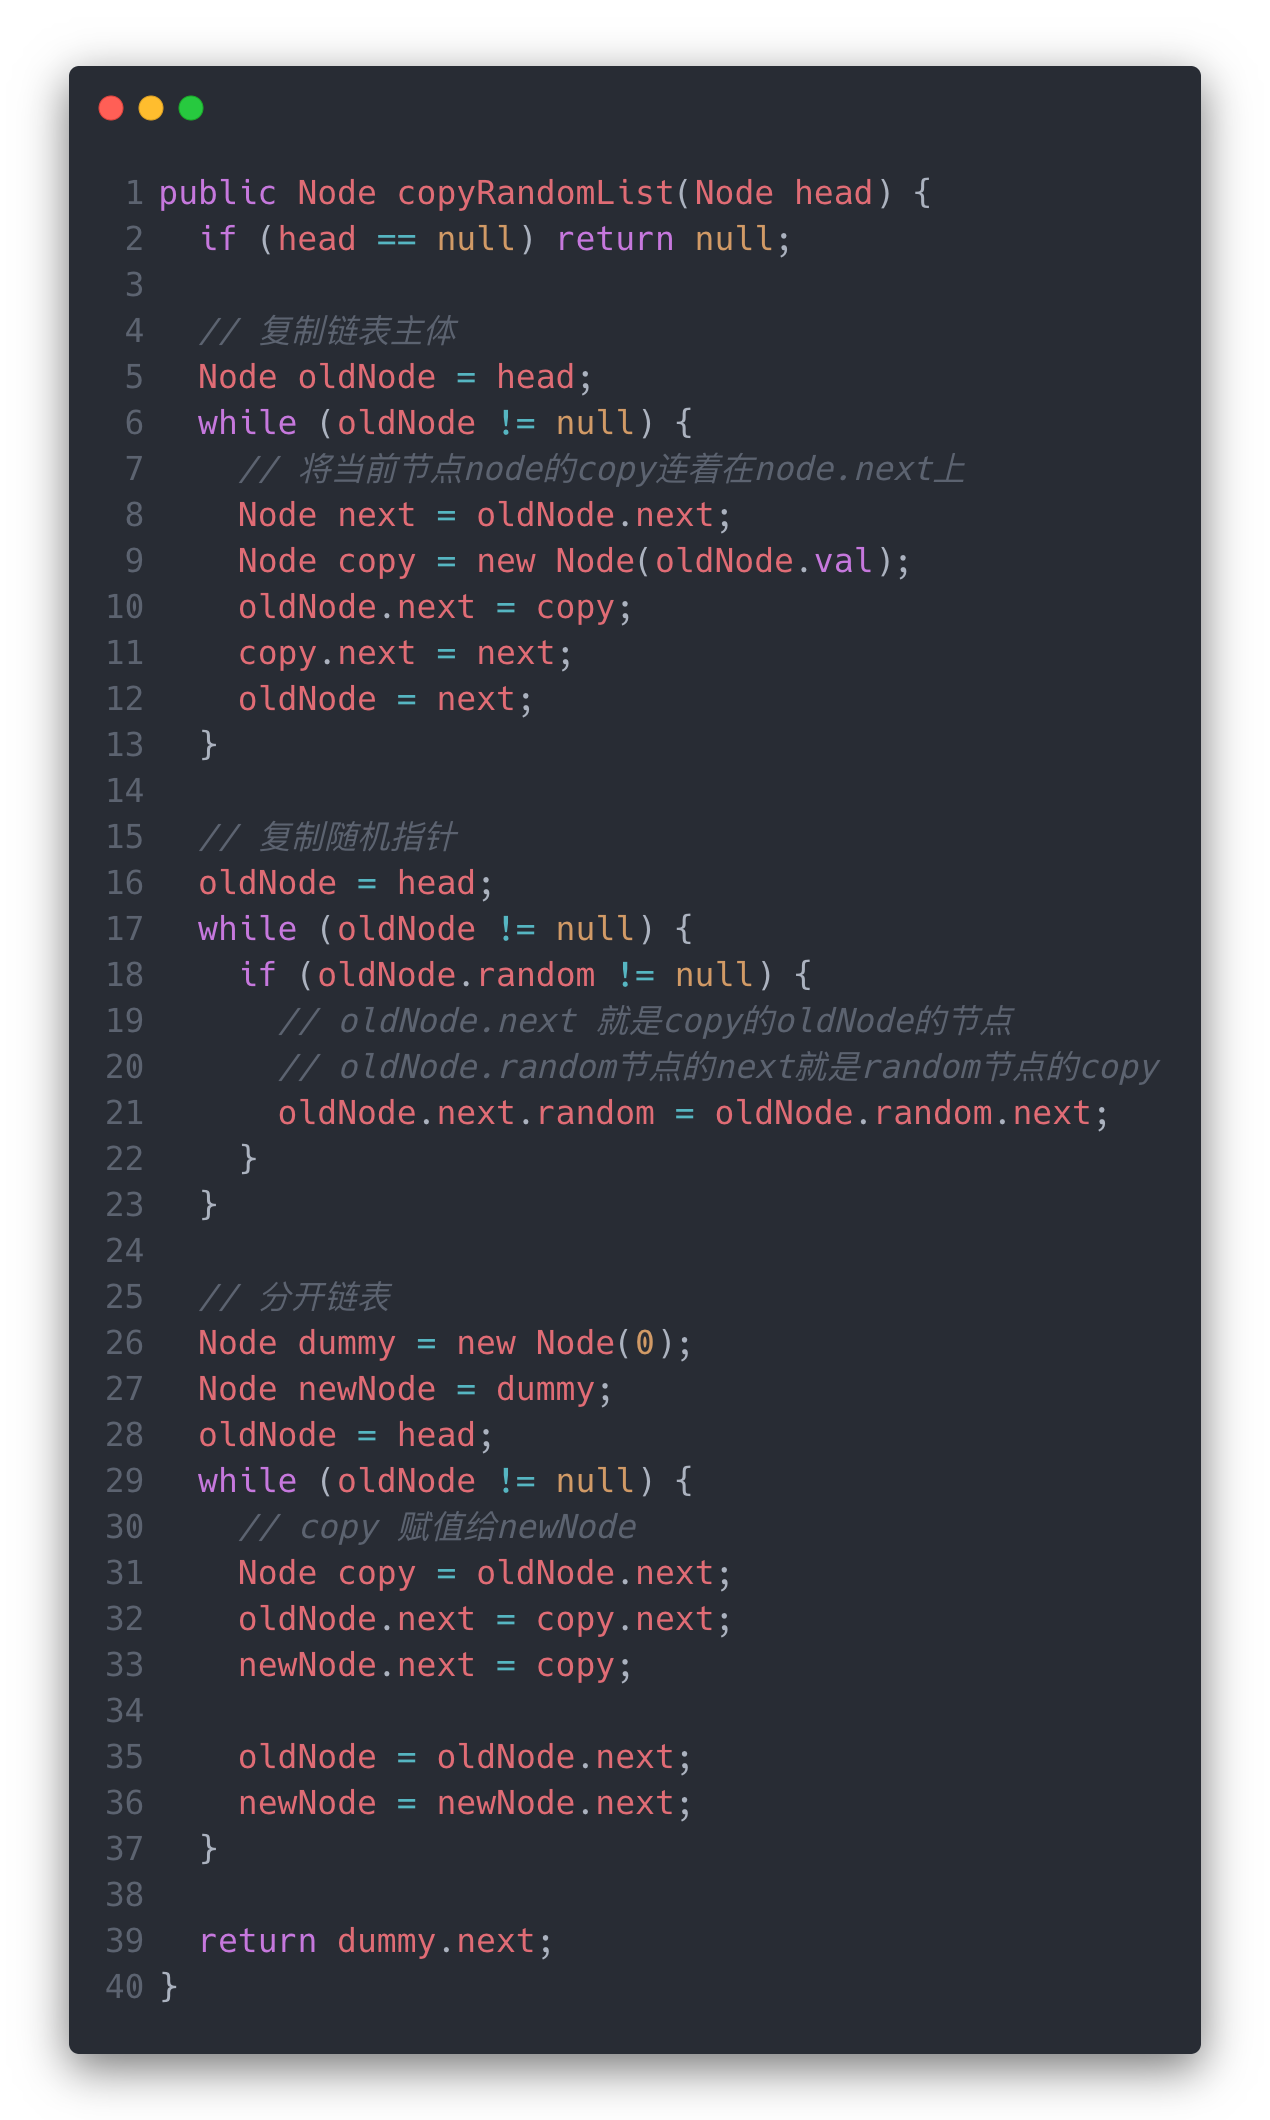 1 public Node copyRandomList(Node head) {
2   if (head == null) return null;
3
4   // 复制链表主体
5   Node oldNode = head;
6   while (oldNode != null) {
7     // 将当前节点node的copy连着在node.next上
8     Node next = oldNode.next;
9     Node copy = new Node(oldNode.val);
10     oldNode.next = copy;
11     copy.next = next;
12     oldNode = next;
13   }
14
15   // 复制随机指针
16   oldNode = head;
17   while (oldNode != null) {
18     if (oldNode.random != null) {
19       // oldNode.next 就是copy的oldNode的节点
20       // oldNode.random节点的next就是random节点的copy
21       oldNode.next.random = oldNode.random.next;
22     }
23   }
24
25   // 分开链表
26   Node dummy = new Node(0);
27   Node newNode = dummy;
28   oldNode = head;
29   while (oldNode != null) {
30     // copy 赋值给newNode
31     Node copy = oldNode.next;
32     oldNode.next = copy.next;
33     newNode.next = copy;
34
35     oldNode = oldNode.next;
36     newNode = newNode.next;
37   }
38
39   return dummy.next;
40 }